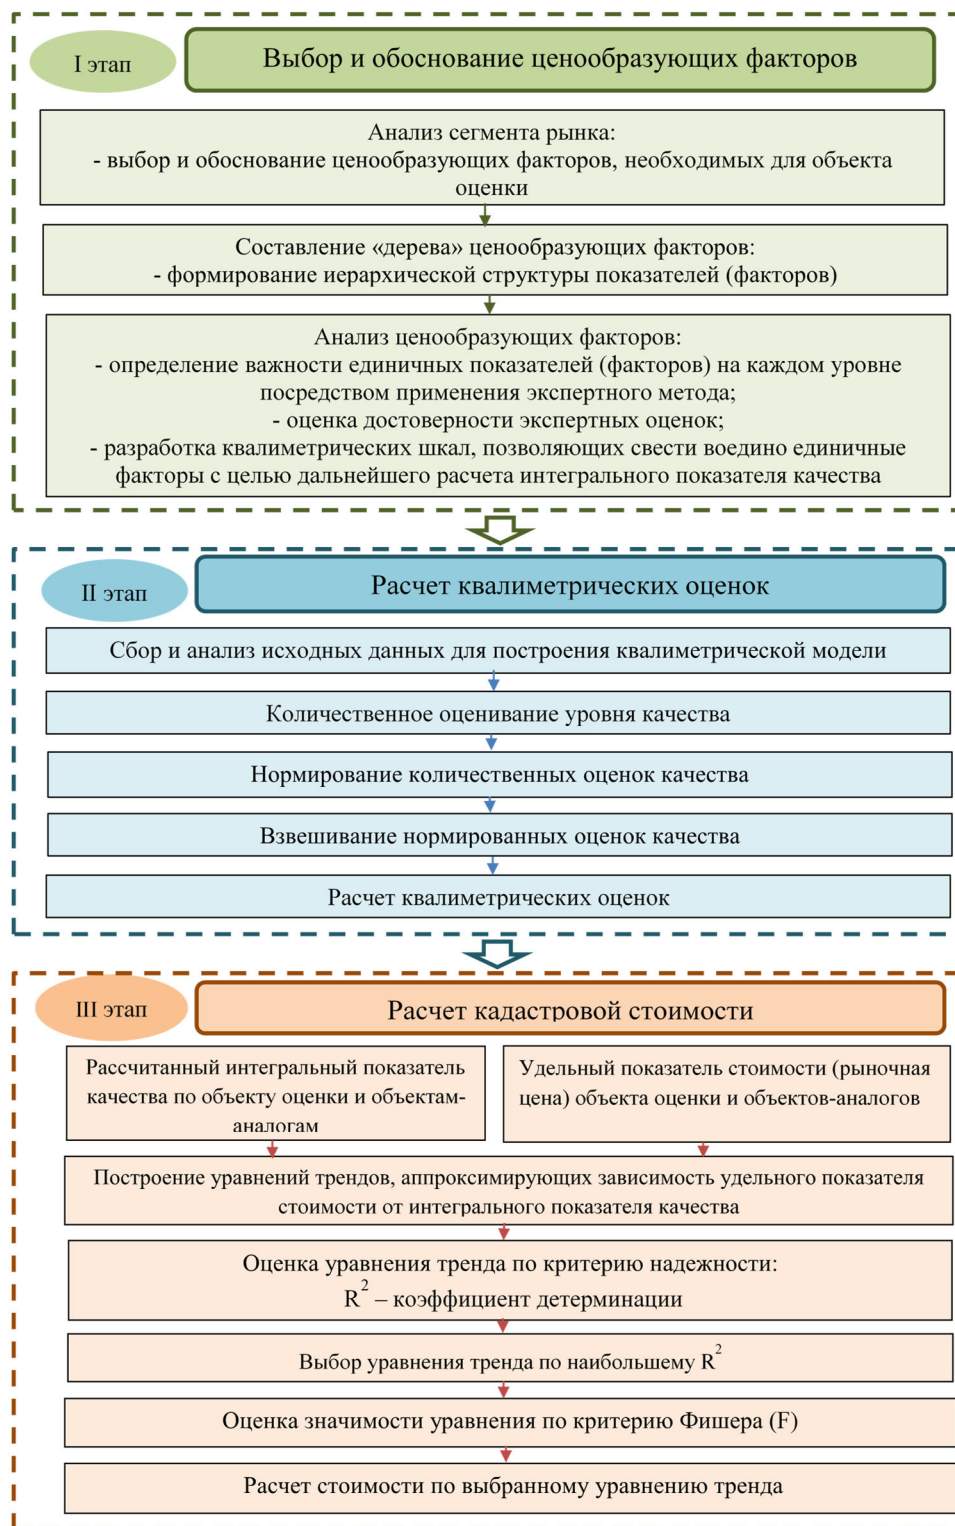 I этап
Выбор и обоснование ценообразующих факторов
Анализ сегмента рынка:
- выбор и обоснование ценообразующих факторов, необходимых для объекта
оценки
Составление «дерева» ценообразующих факторов:
- формирование иерархической структуры показателей (факторов)
Анализ ценообразующих факторов:
- определение важности единичных показателей (факторов) на каждом уровне
посредством применения экспертного метода;
- оценка достоверности экспертных оценок;
- разработка квалиметрических шкал, позволяющих свести воедино единичные
факторы с целью дальнейшего расчета интегрального показателя качества
II этап
Расчет квалиметрических оценок
Сбор и анализ исходных данных для построения квалиметрической модели
Количественное оценивание уровня качества
Нормирование количественных оценок качества
Взвешивание нормированных оценок качества
Расчет квалиметрических оценок
III этап
Расчет кадастровой стоимости
Рассчитанный интегральный показатель
качества по объекту оценки и объектам-
аналогам
Удельный показатель стоимости (рыночная
цена) объекта оценки и объектов-аналогов
Построение уравнений трендов, аппроксимирующих зависимость удельного показателя
стоимости от интегрального показателя качества
Оценка уравнения тренда по критерию надежности:
R² – коэффициент детерминации
Выбор уравнения тренда по наибольшему R²
Оценка значимости уравнения по критерию Фишера (F)
Расчет стоимости по выбранному уравнению тренда